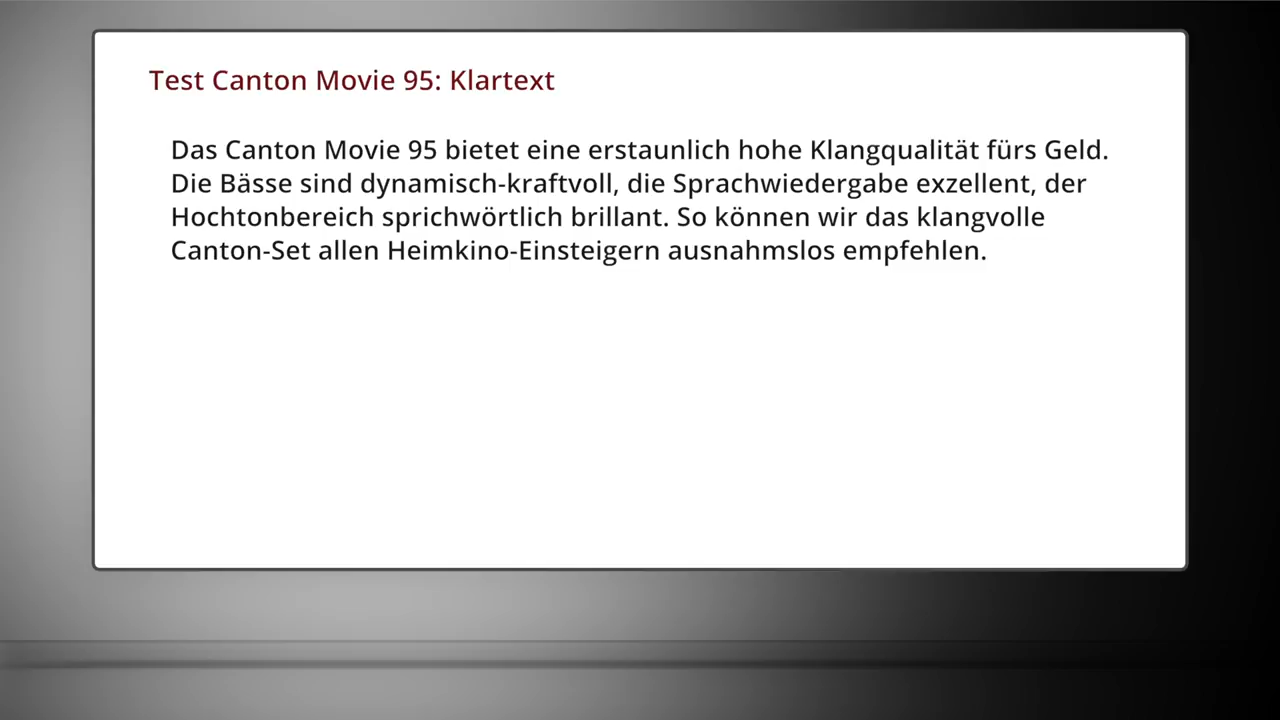 Test Canton Movie 95: Klartext
Das Canton Movie 95 bietet eine erstaunlich hohe Klangqualität fürs Geld.
Die Bässe sind dynamisch-kraftvoll, die Sprachwiedergabe exzellent, der
Hochtonbereich sprichwörtlich brillant. So können wir das klangvolle
Canton-Set allen Heimkino-Einsteigern ausnahmslos empfehlen.